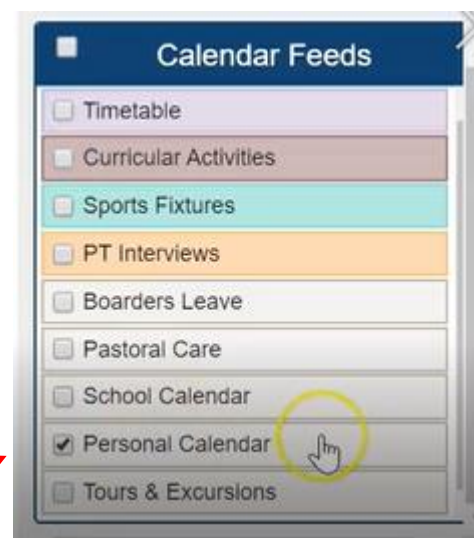 Calendar Feeds
Timetable
Curricular Activities
Sports Fixtures
PT Interviews
Boarders Leave
Pastoral Care
School Calendar
Personal Calendar
Tours & Excursions